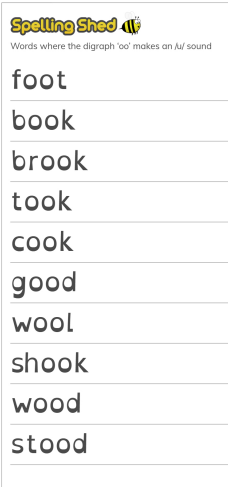 Spelling Shed
Words where the digraph 'oo' makes an /u/ sound
foot
book
brook
took
cook
good
wool
shook
wood
stood